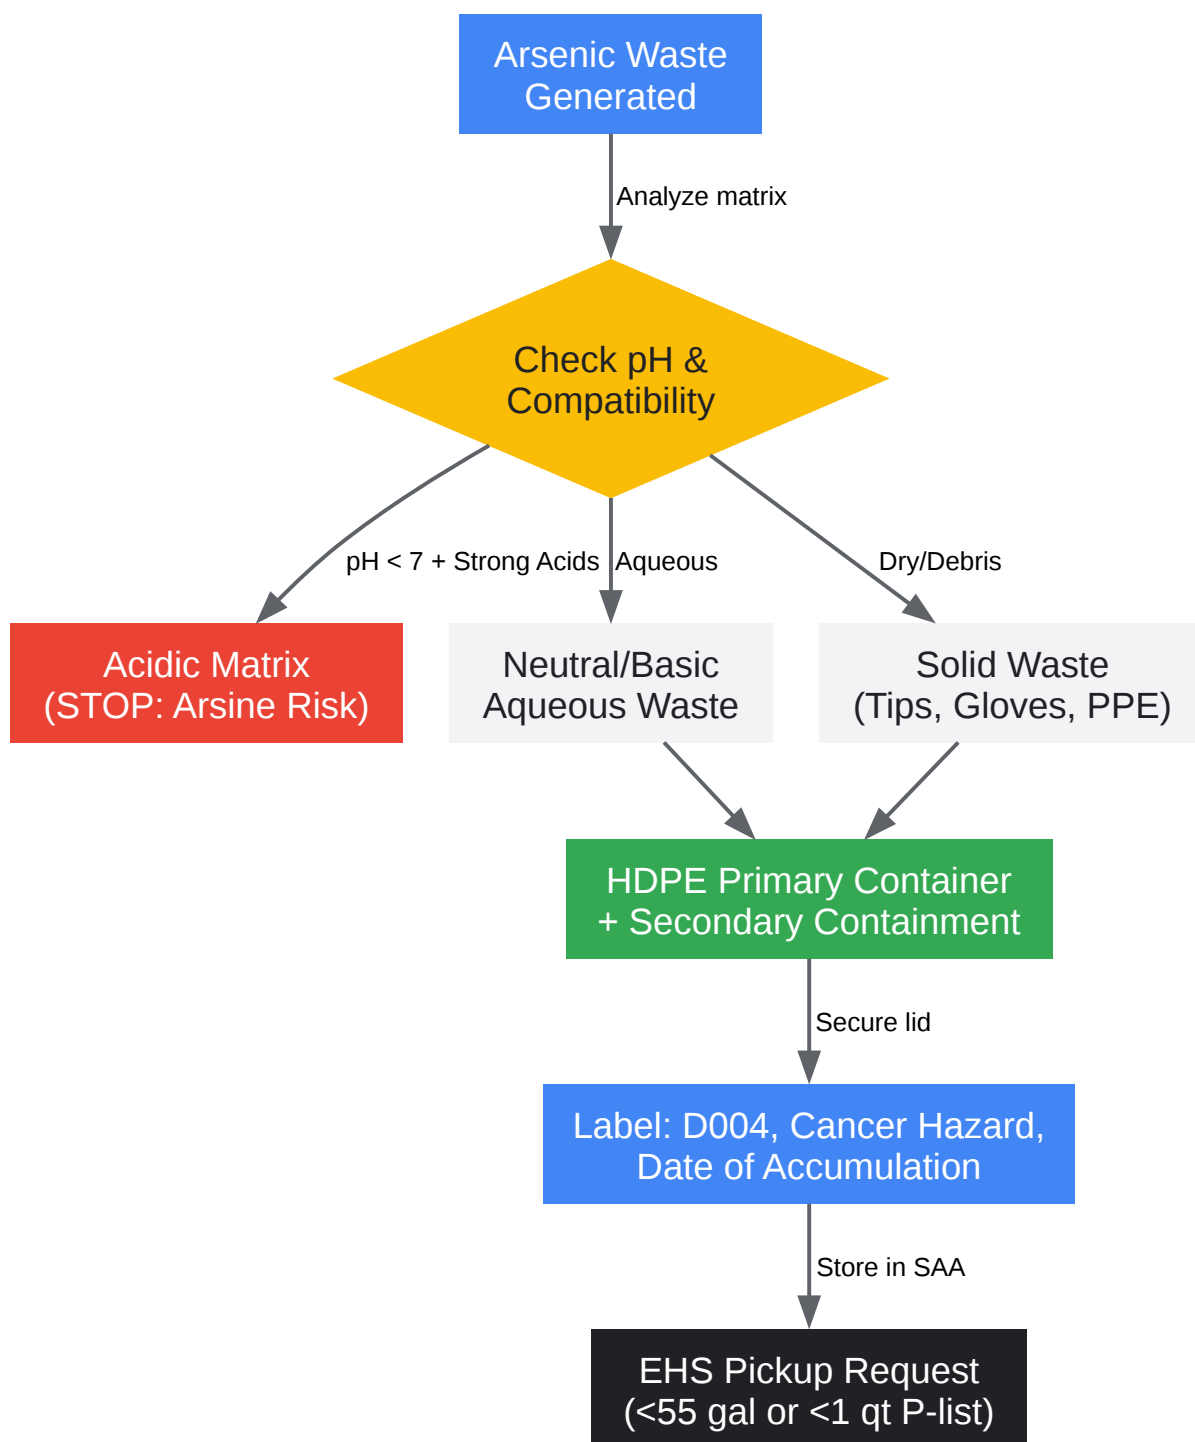 Arsenic Waste
Generated
Analyze matrix
Check pH &
Compatibility
pH < 7 + Strong Acids
Aqueous
Dry/Debris
Acidic Matrix
(STOP: Arsine Risk)
Neutral/Basic
Aqueous Waste
Solid Waste
(Tips, Gloves, PPE)
HDPE Primary Container
+ Secondary Containment
Secure lid
Label: D004, Cancer Hazard,
Date of Accumulation
Store in SAA
EHS Pickup Request
(<55 gal or <1 qt P-list)